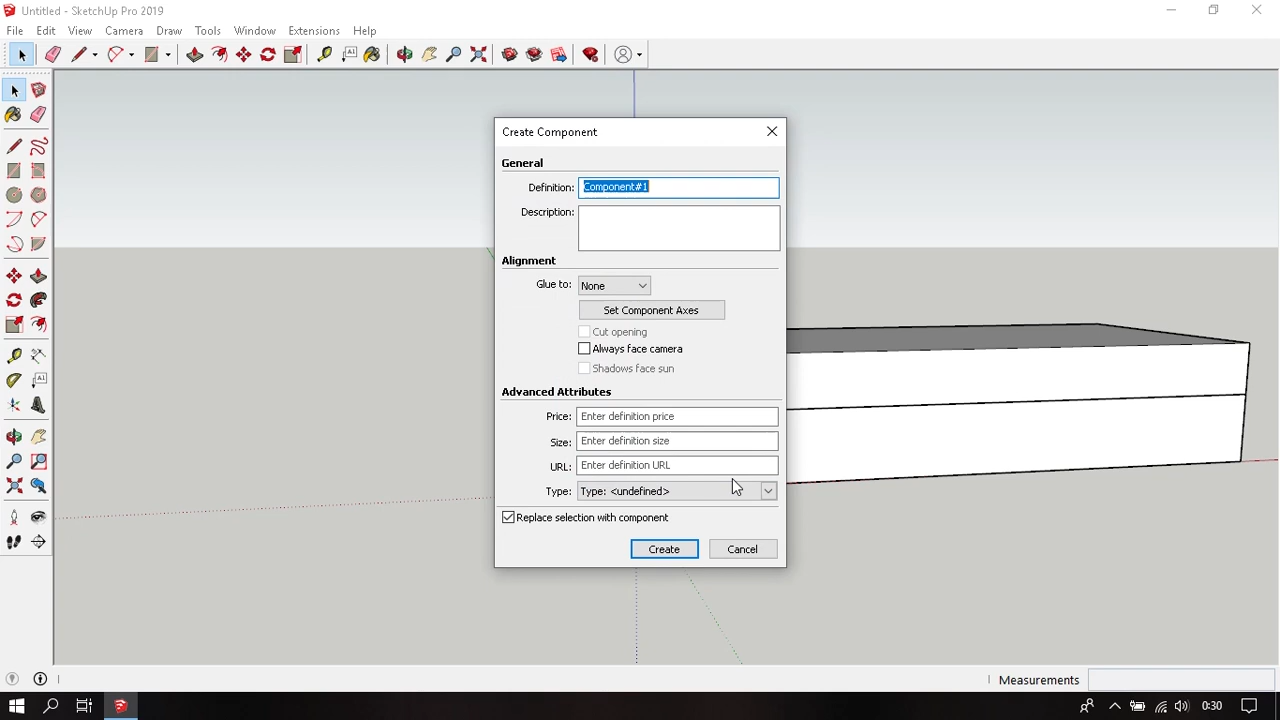 Untitled - SketchUp Pro 2019
File Edit View Camera Draw Tools Window Extensions Help
A1
Create Component
General
Definition: Component#1
Description:
Alignment
Glue to: None
Set Component Axes
Cut opening
Always face camera
Shadows face sun
A1
Advanced Attributes
Price: Enter definition price
Size: Enter definition size
URL: Enter definition URL
Type: Type: <undefined>
Replace selection with component
Create Cancel
Measurements
0:30